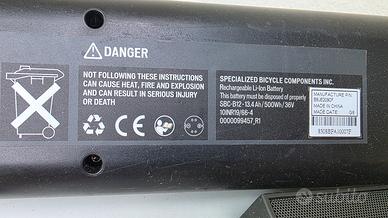 DANGER
NOT FOLLOWING THESE INSTRUCTIONS
CAN CAUSE HEAT, FIRE AND EXPLOSION
AND CAN RESULT IN SERIOUS INJURY
OR DEATH
SPECIALIZED BICYCLE COMPONENTS INC.
Rechargeable Li-Ion Battery
This battery must be disposed of properly
SBC-B12 - 13.4Ah / 500Wh / 36V
10INR19/66-4
0000099457_R1
MANUFACTURE P/N
MADE IN CHINA
MADE DATE
subito